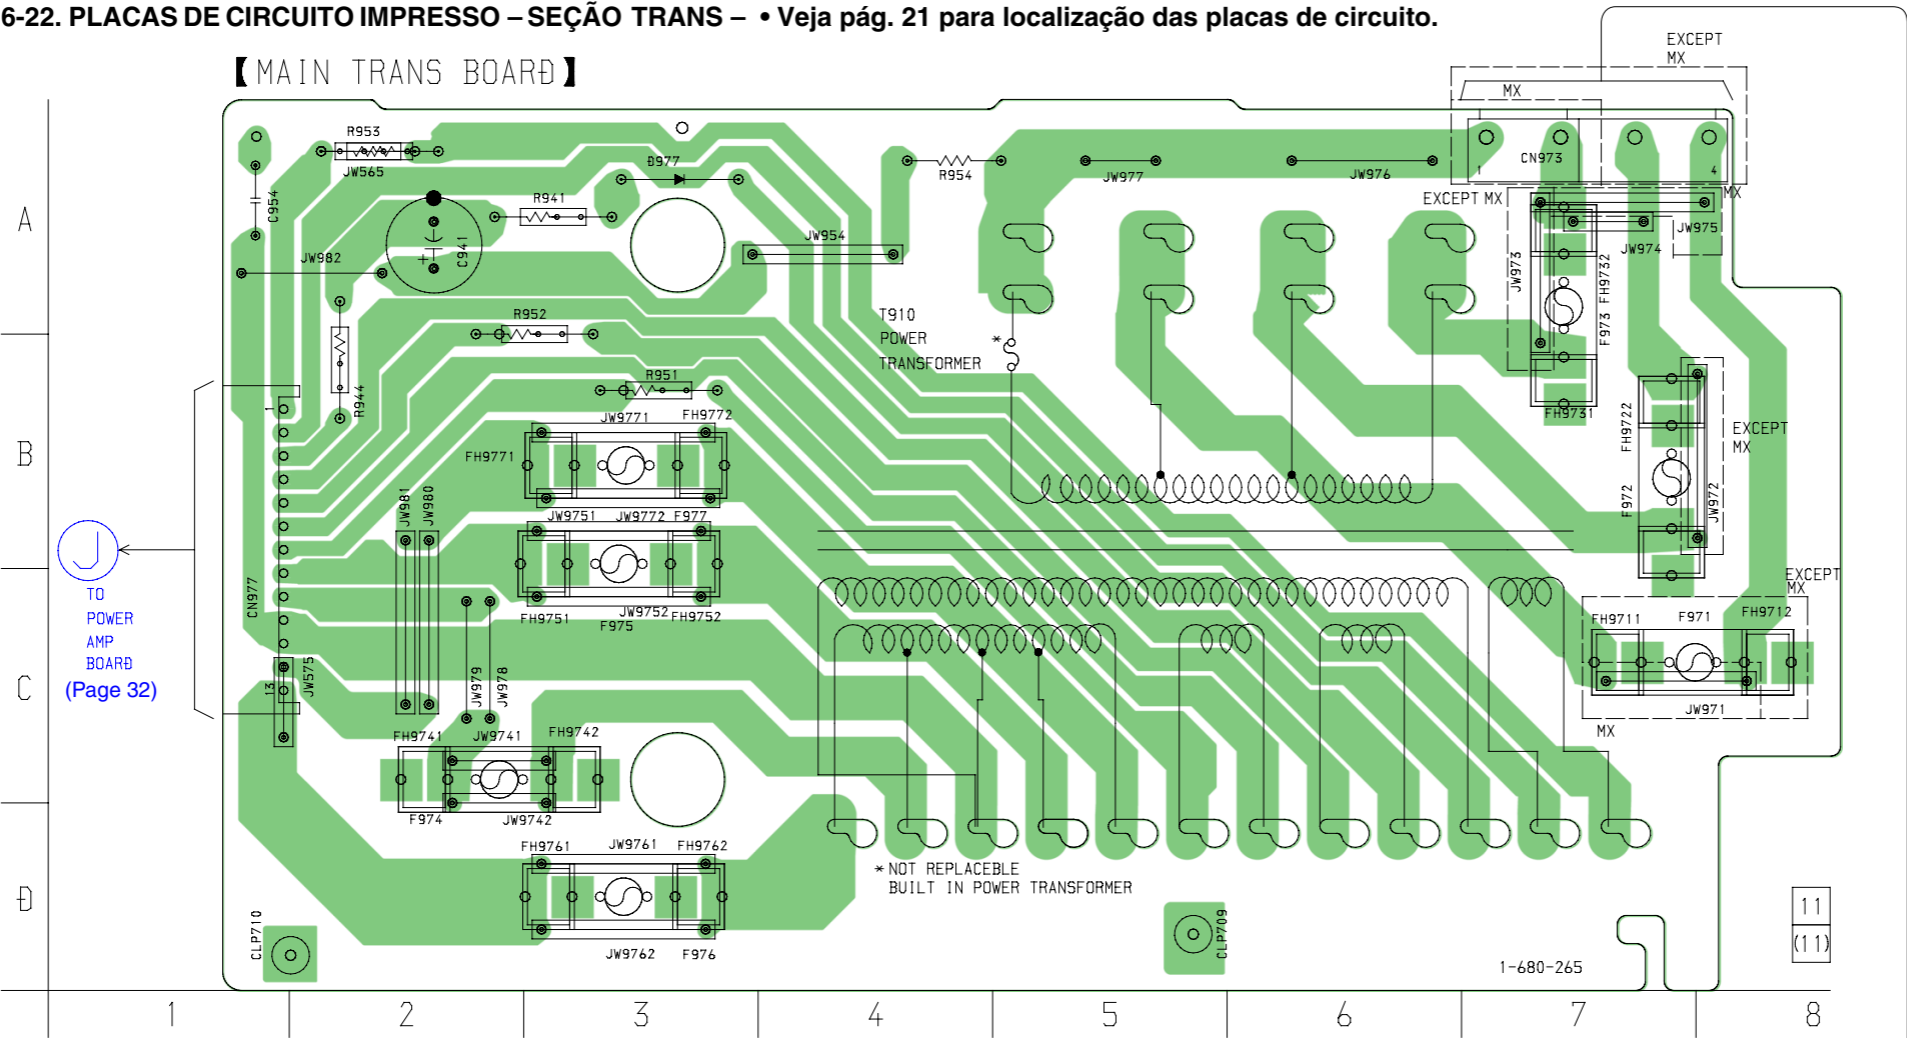 6-22. PLACAS DE CIRCUITO IMPRESSO – SEÇÃO TRANS – • Veja pág. 21 para localização das placas de circuito.
EXCEPT
MX
【MAIN TRANS BOARD】
MX
R953
JW565
D977
R954
JW977
JW976
CN973
1
4
MX
EXCEPT MX
C954
R941
A
JW954
JW982
C941
+
JW973
FH9732
JW974
JW975
R952
T910
POWER
TRANSFORMER
*
F973
R944
R951
1
JW9771
FH9772
FH9731
FH9722
EXCEPT
MX
B
FH9771
JW981
JW980
JW9751
JW9772
F977
F972
JW972
J
TO
POWER
AMP
BOARD
(Page 32)
CN977
FH9751
JW9752
F975
FH9752
EXCEPT
MX
FH9711
F971
FH9712
C
13
JW575
JW979
JW978
JW971
MX
FH9741
JW9741
FH9742
F974
JW9742
FH9761
JW9761
FH9762
* NOT REPLACEBLE
BUILT IN POWER TRANSFORMER
D
CLP710
JW9762
F976
CLP709
11
(11)
1-680-265
1
2
3
4
5
6
7
8